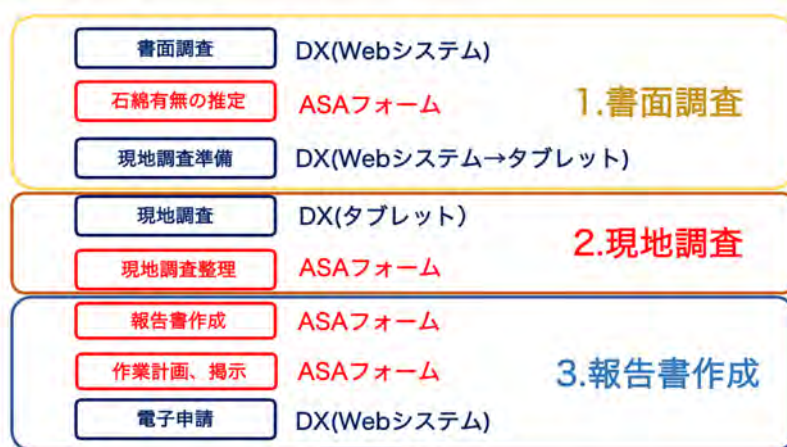 書面調査 DX(Webシステム)
石綿有無の推定 ASAフォーム
1.書面調査
現地調査準備 DX(Webシステム→タブレット)
現地調査 DX(タブレット）
2.現地調査
現地調査整理 ASAフォーム
報告書作成 ASAフォーム
作業計画、掲示 ASAフォーム
3.報告書作成
電子申請 DX(Webシステム)